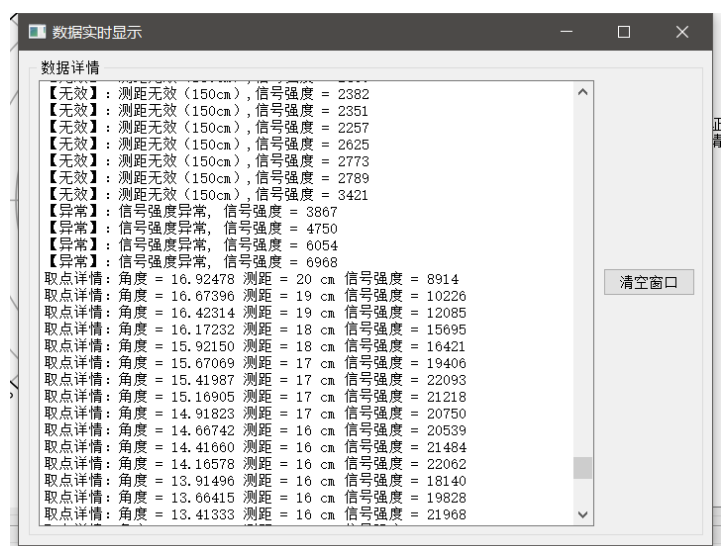 数据实时显示
数据详情
【无效】：测距无效（150cm）,信号强度 = 2382
【无效】：测距无效（150cm）,信号强度 = 2351
【无效】：测距无效（150cm）,信号强度 = 2257
【无效】：测距无效（150cm）,信号强度 = 2625
【无效】：测距无效（150cm）,信号强度 = 2773
【无效】：测距无效（150cm）,信号强度 = 2789
【无效】：测距无效（150cm）,信号强度 = 3421
【异常】：信号强度异常, 信号强度 = 3867
【异常】：信号强度异常, 信号强度 = 4750
【异常】：信号强度异常, 信号强度 = 6054
【异常】：信号强度异常, 信号强度 = 6968
取点详情：角度 = 16.92478 测距 = 20 cm 信号强度 = 8914
取点详情：角度 = 16.67396 测距 = 19 cm 信号强度 = 10226
取点详情：角度 = 16.42314 测距 = 19 cm 信号强度 = 12085
取点详情：角度 = 16.17232 测距 = 18 cm 信号强度 = 15695
取点详情：角度 = 15.92150 测距 = 18 cm 信号强度 = 16421
取点详情：角度 = 15.67069 测距 = 17 cm 信号强度 = 19406
取点详情：角度 = 15.41987 测距 = 17 cm 信号强度 = 22093
取点详情：角度 = 15.16905 测距 = 17 cm 信号强度 = 21218
取点详情：角度 = 14.91823 测距 = 17 cm 信号强度 = 20750
取点详情：角度 = 14.66742 测距 = 16 cm 信号强度 = 20539
取点详情：角度 = 14.41660 测距 = 16 cm 信号强度 = 21484
取点详情：角度 = 14.16578 测距 = 16 cm 信号强度 = 22062
取点详情：角度 = 13.91496 测距 = 16 cm 信号强度 = 18140
取点详情：角度 = 13.66415 测距 = 16 cm 信号强度 = 19828
取点详情：角度 = 13.41333 测距 = 16 cm 信号强度 = 21968
清空窗口